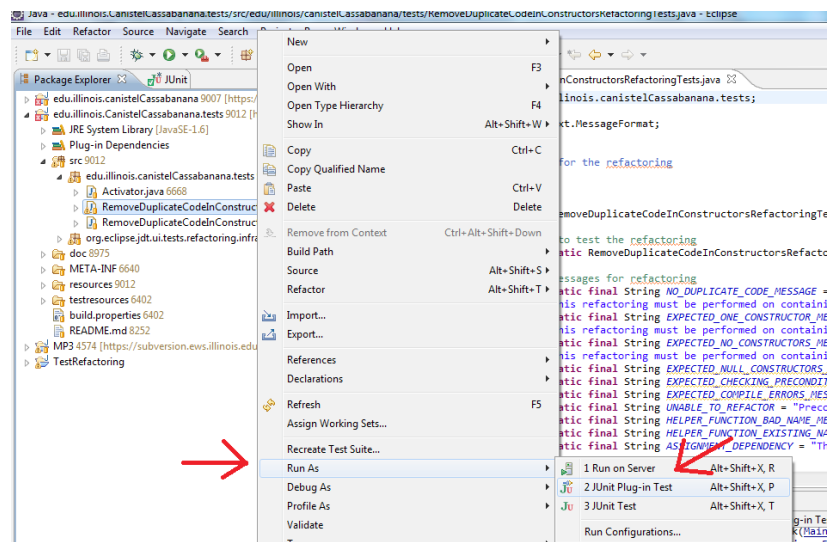 Java - edu.illinois.CanistelCassabanana.tests/src/edu/illinois/canistelCassabanana/tests/RemoveDuplicateCodeInConstructorsRefactoringTests.java - Eclipse
File Edit Refactor Source Navigate Search
Package Explorer
JUnit
edu.illinois.canistelCassabanana 9007 [https:/
edu.illinois.CanistelCassabanana.tests 9012 [h
JRE System Library [JavaSE-1.6]
Plug-in Dependencies
src 9012
edu.illinois.canistelCassabanana.tests
Activator.java 6668
RemoveDuplicateCodeInConstruc
RemoveDuplicateCodeInConstruc
org.eclipse.jdt.ui.tests.refactoring.infra
doc 8975
META-INF 6640
resources 9012
testresources 6402
build.properties 6402
README.md 8252
MP3 4574 [https://subversion.ews.illinois.edu
TestRefactoring
New
Open F3
Open With
Open Type Hierarchy F4
Show In Alt+Shift+W
Copy Ctrl+C
Copy Qualified Name
Paste Ctrl+V
Delete Delete
Remove from Context Ctrl+Alt+Shift+Down
Build Path
Source Alt+Shift+S
Refactor Alt+Shift+T
Import...
Export...
References
Declarations
Refresh F5
Assign Working Sets...
Recreate Test Suite...
Run As
Debug As
Profile As
Validate
1 Run on Server Alt+Shift+X, R
2 JUnit Plug-in Test Alt+Shift+X, P
3 JUnit Test Alt+Shift+X, T
Run Configurations...
nConstructorsRefactoringTests.java
linois.canistelCassabanana.tests;
xt.MessageFormat;
for the refactoring
emoveDuplicateCodeInConstructorsRefactoringTe
to test the refactoring
atic RemoveDuplicateCodeInConstructorsRefacto
essages for refactoring
atic final String NO_DUPLICATE_CODE_MESSAGE =
his refactoring must be performed on containi
atic final String EXPECTED_ONE_CONSTRUCTOR_ME
his refactoring must be performed on containi
atic final String EXPECTED_NO_CONSTRUCTORS_ME
his refactoring must be performed on containi
atic final String EXPECTED_NULL_CONSTRUCTORS_
atic final String EXPECTED_CHECKING_PRECONDIT
atic final String EXPECTED_COMPILE_ERRORS_MES
atic final String UNABLE_TO_REFACTOR = "Preco
atic final String HELPER_FUNCTION_BAD_NAME_ME
atic final String HELPER_FUNCTION_EXISTING_NA
atic final String ASSIGNMENT_DEPENDENCY = "Th
g-in Te
k(Main